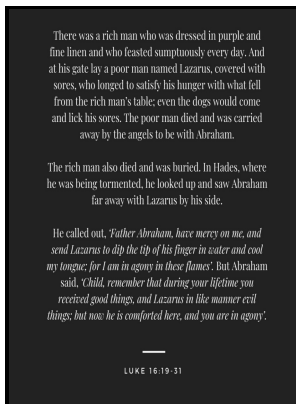 There was a rich man who was dressed in purple and
fine linen and who feasted sumptuously every day. And
at his gate lay a poor man named Lazarus, covered with
sores, who longed to satisfy his hunger with what fell
from the rich man's table; even the dogs would come
and lick his sores. The poor man died and was carried
away by the angels to be with Abraham.
The rich man also died and was buried. In Hades, where
he was being tormented, he looked up and saw Abraham
far away with Lazarus by his side.
He called out, 'Father Abraham, have mercy on me, and
send Lazarus to dip the tip of his finger in water and cool
my tongue; for I am in agony in these flames'. But Abraham
said, 'Child, remember that during your lifetime you
received good things, and Lazarus in like manner evil
things; but now he is comforted here, and you are in agony'.
LUKE 16:19-31